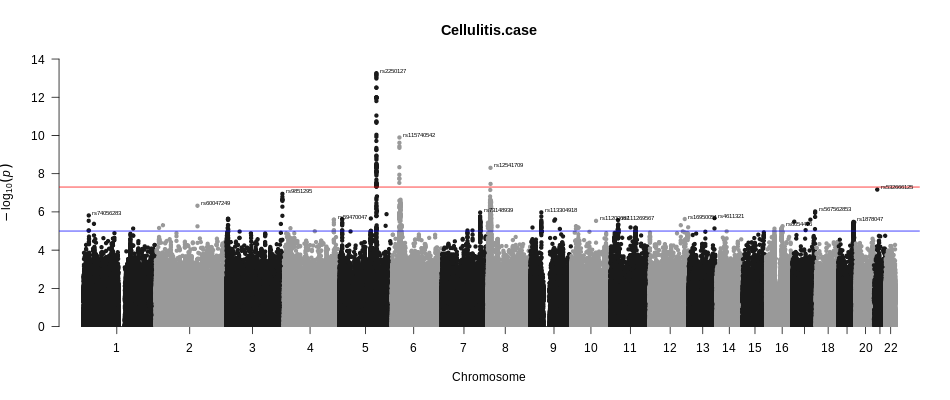 Cellulitis.case
− log10(p)
14
12
10
8
6
4
2
0
rs2250127
rs115740542
rs12541709
rs9851295
rs60047249
rs74056283
rs73148939
rs113304918
rs4611321
rs567562853
rs1878047
1 2 3 4 5 6 7 8 9 10 11 12 13 14 15 16 18 20 22
Chromosome